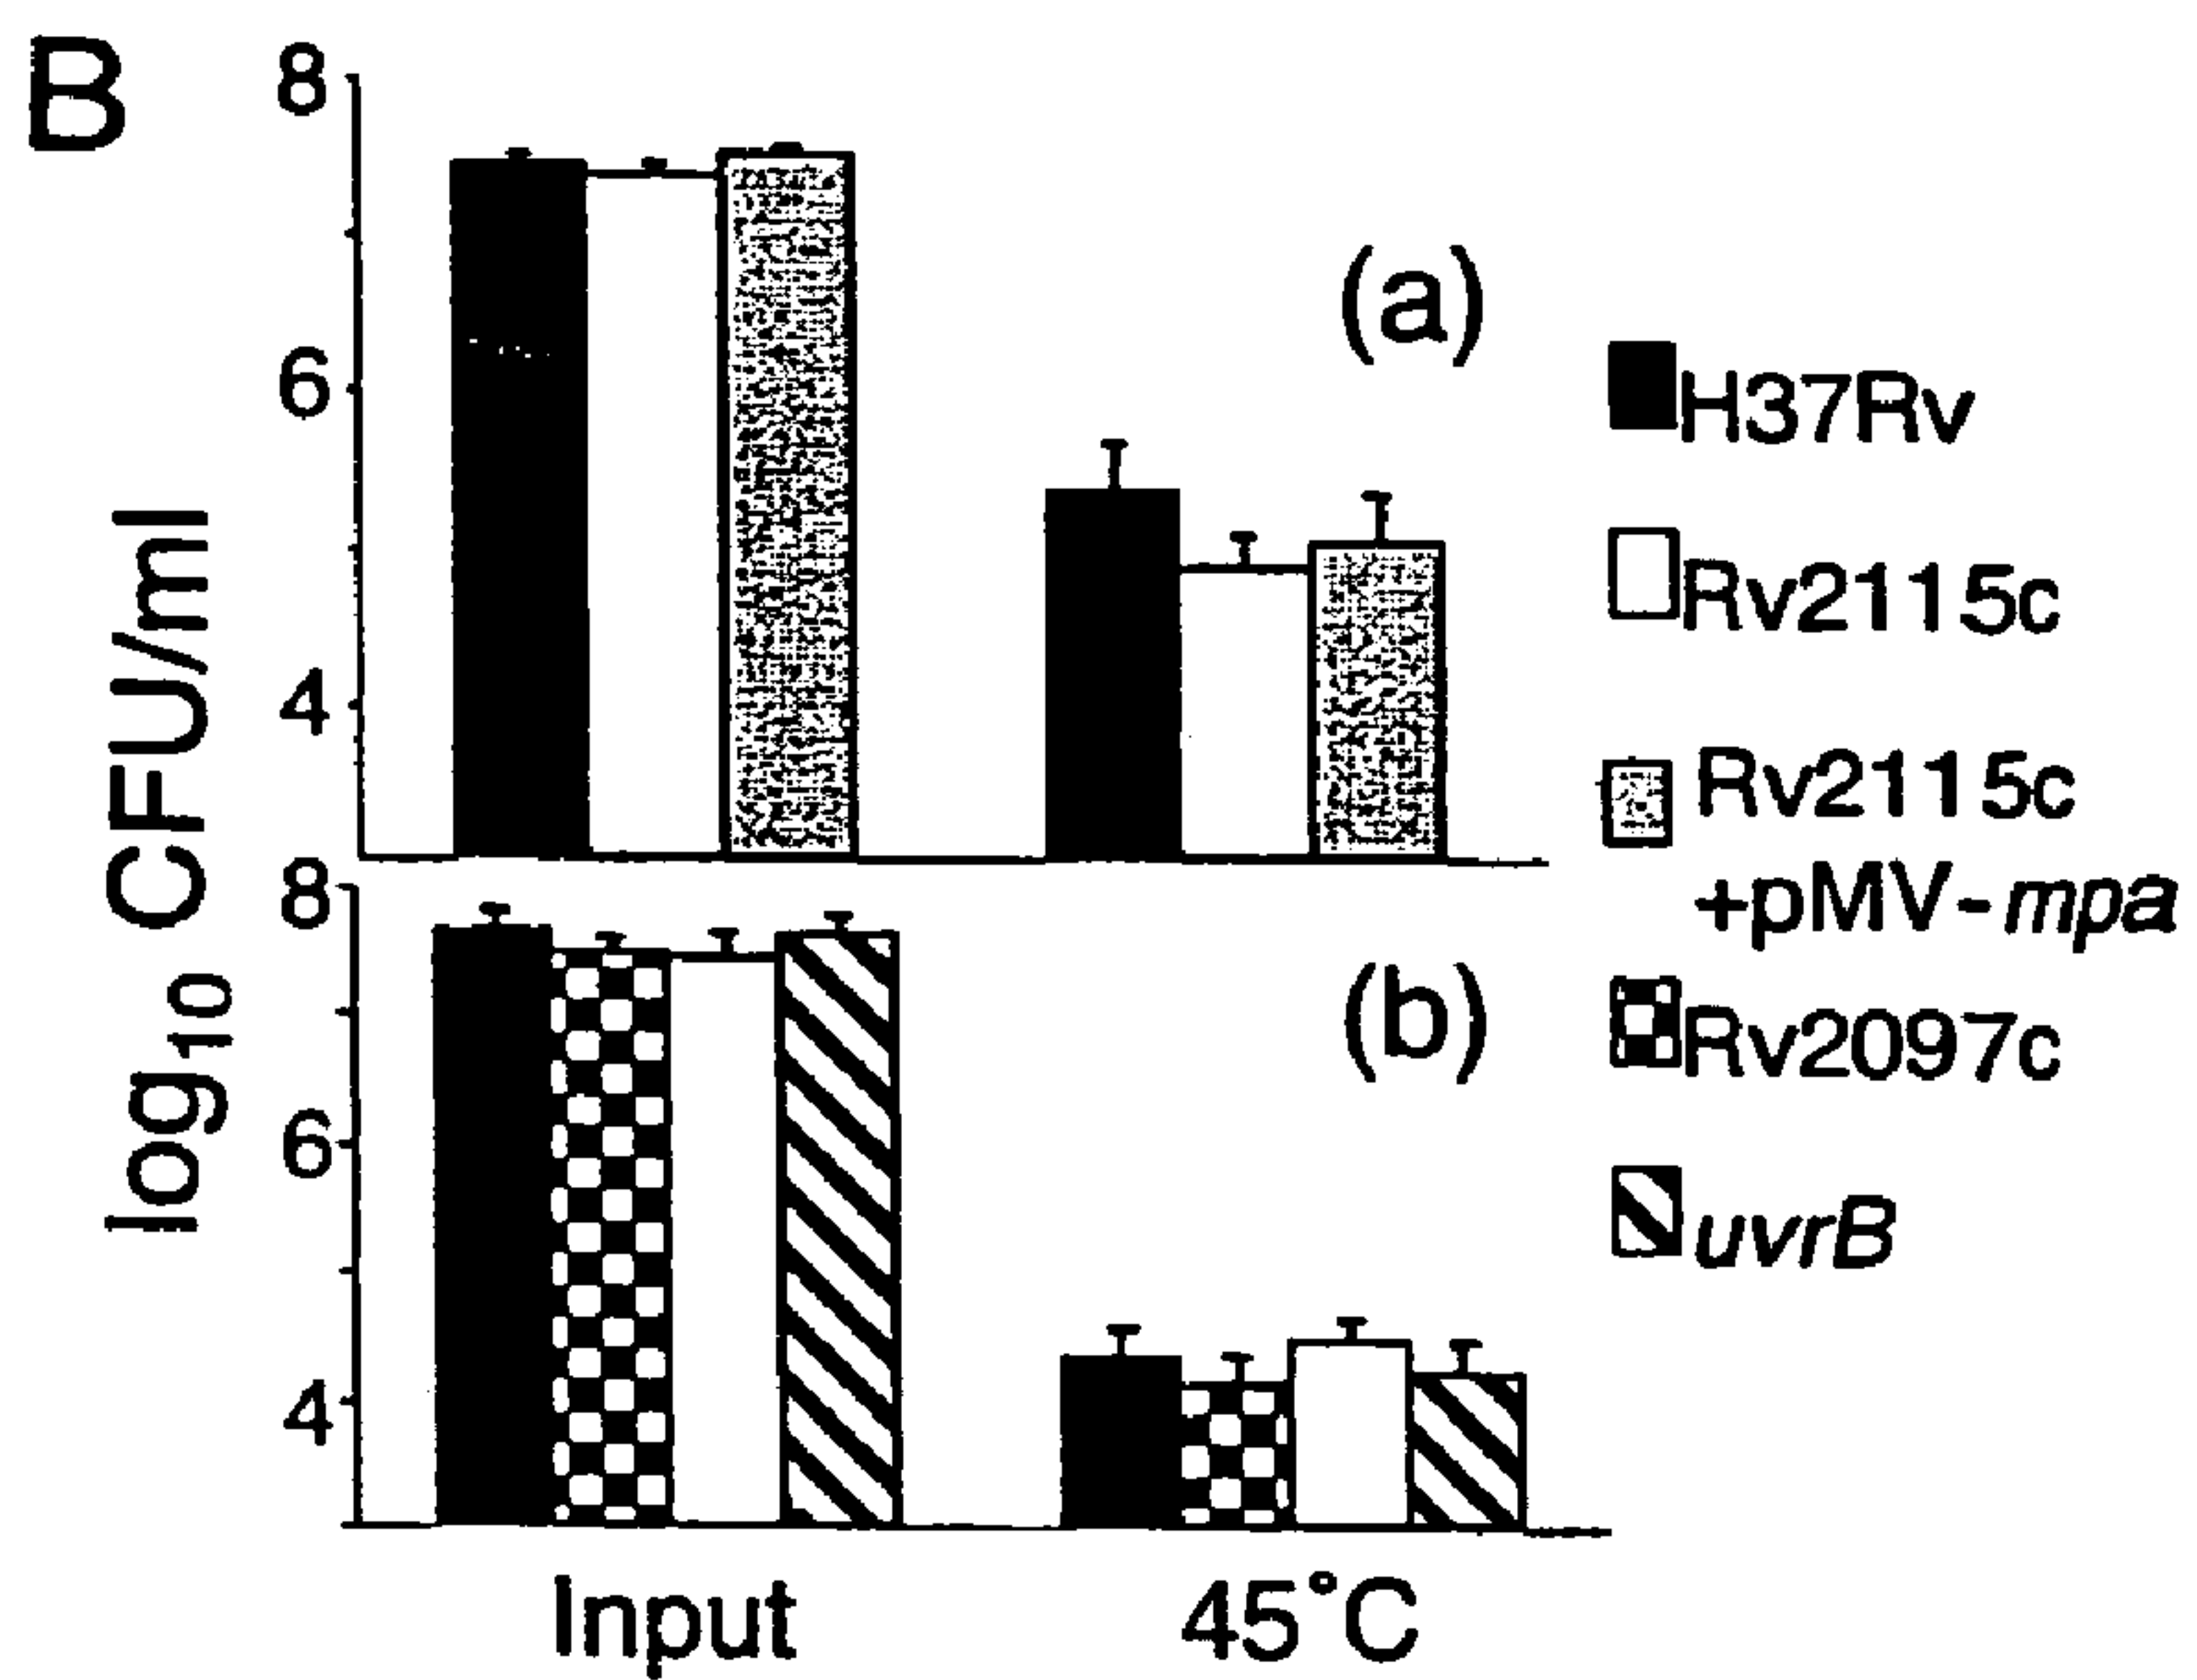 B
8
6
4
(a)
8
6
4
(b)
log10 CFU/ml
Input
45°C
H37Rv
Rv2115c
Rv2115c
+pMV-mpa
Rv2097c
uvrB